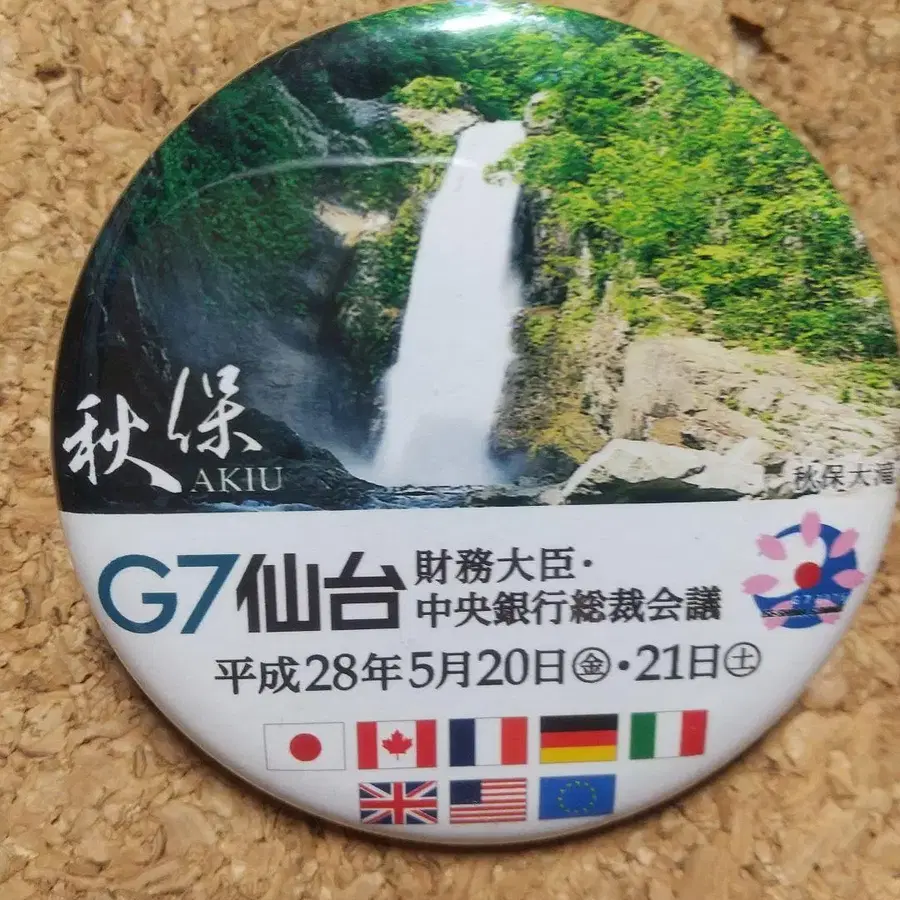 秋保
AKIU
秋保大滝
G7仙台
財務大臣・
中央銀行総裁会議
平成28年5月20日㊎・21日㊏